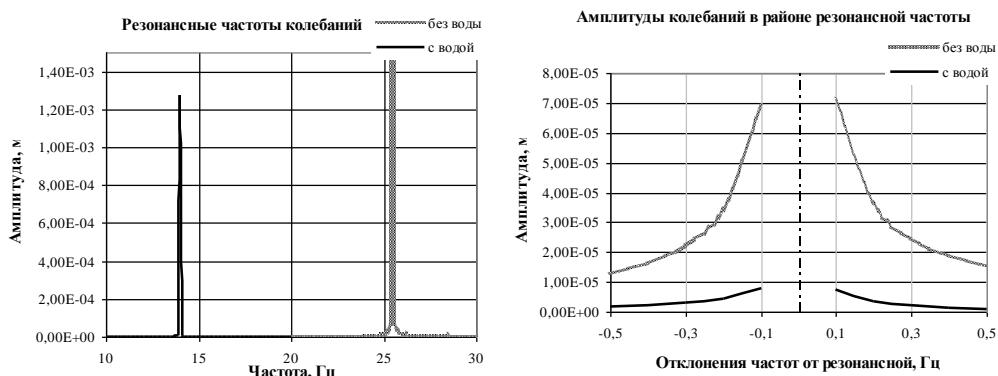 Резонансные частоты колебаний
без воды
с водой
1,40E-03
1,20E-03
1,00E-03
8,00E-04
6,00E-04
4,00E-04
2,00E-04
0,00E+00
Амплитуда, м
10 15 20 25 30
Частота, Гц
Амплитуды колебаний в районе резонансной частоты
без воды
с водой
8,00E-05
7,00E-05
6,00E-05
5,00E-05
4,00E-05
3,00E-05
2,00E-05
1,00E-05
0,00E+00
Амплитуда, м
-0,5 -0,3 -0,1 0,1 0,3 0,5
Отклонения частот от резонансной, Гц